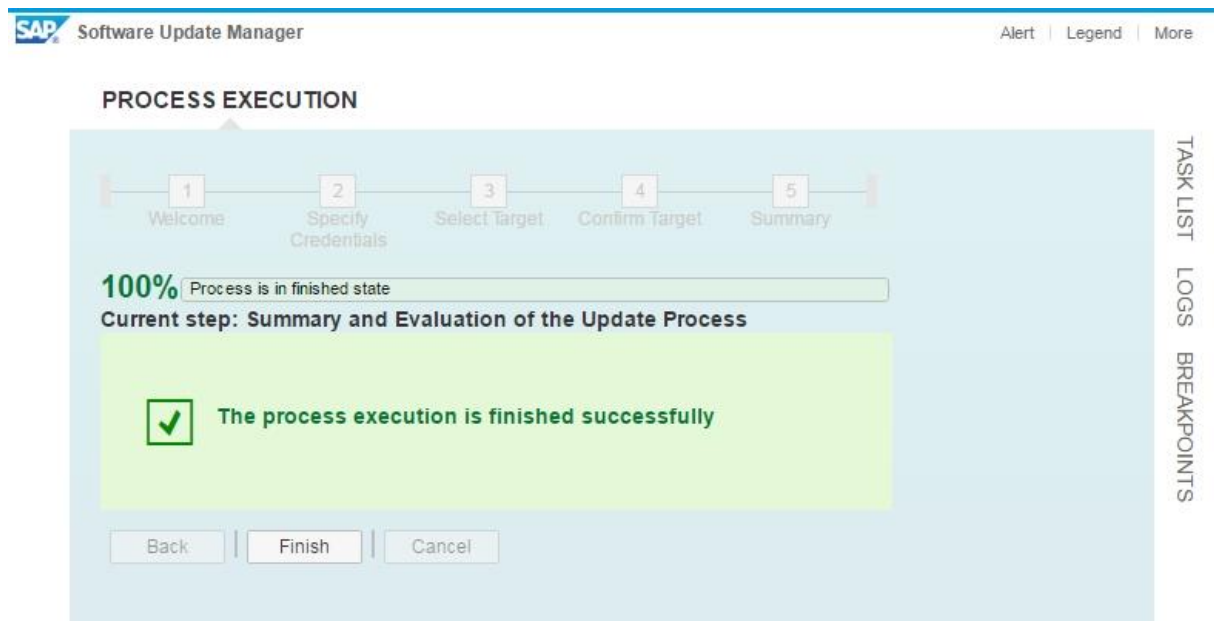 SAP Software Update Manager
Alert | Legend | More
PROCESS EXECUTION
1 2 3 4 5
Welcome Specify Credentials Select Target Confirm Target Summary
100% Process is in finished state
Current step: Summary and Evaluation of the Update Process
The process execution is finished successfully
Back | Finish | Cancel
TASK LIST
LOGS
BREAKPOINTS